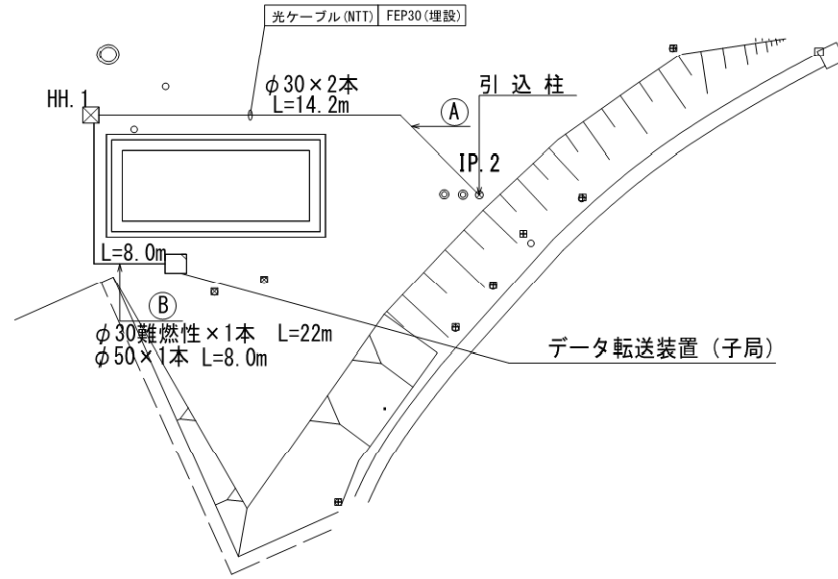 光ケーブル(NTT) FEP30(埋設)
HH.1
φ30×2本
L=14.2m
引込柱
A
IP.2
L=8.0m
B
φ30難燃性×1本 L=22m
φ50×1本 L=8.0m
データ転送装置(子局)